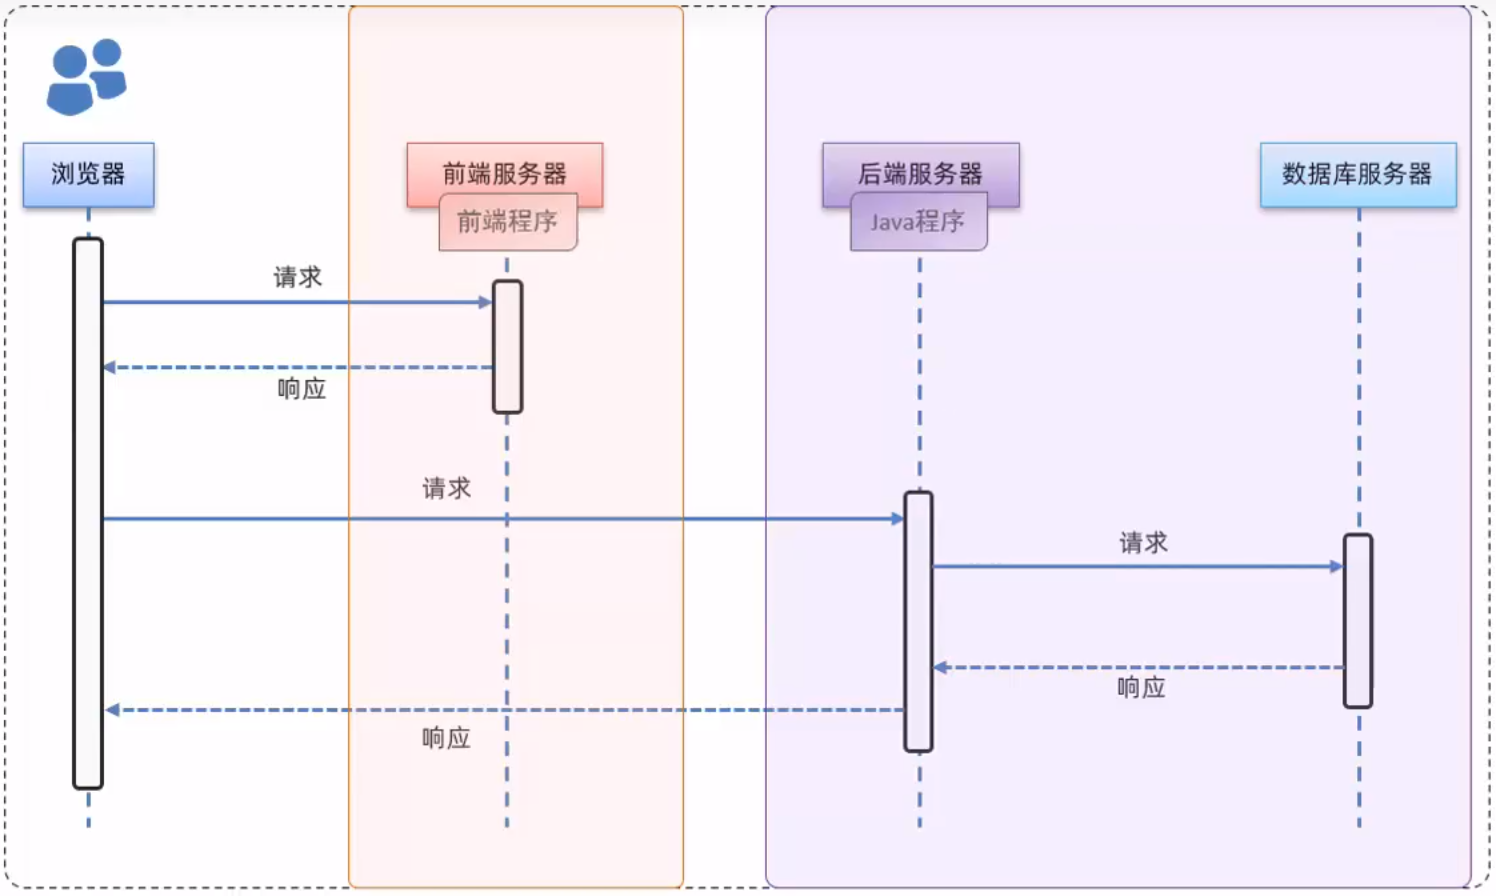 浏览器
前端服务器
前端程序
后端服务器
Java程序
数据库服务器
请求
响应
请求
请求
响应
响应